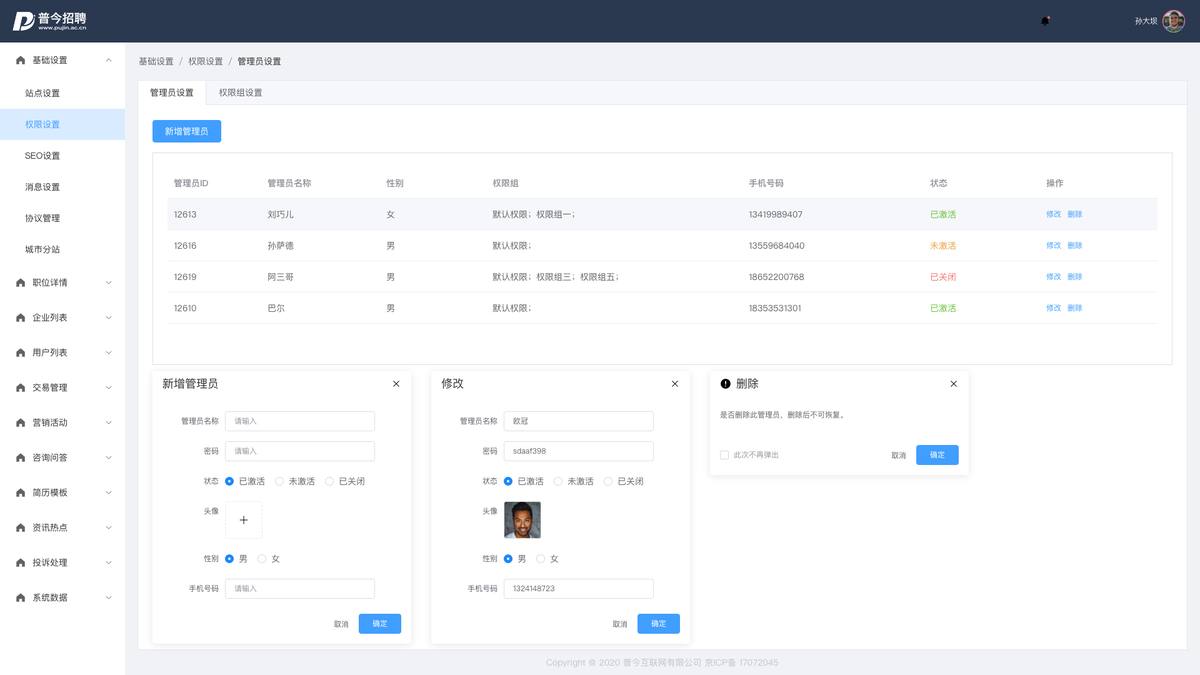 普今招聘
www.pujin.ac.cn
孙大坝
基础设置
站点设置
权限设置
SEO设置
消息设置
协议管理
城市分站
职位详情
企业列表
用户列表
交易管理
营销活动
咨询问答
简历模板
资讯热点
投诉处理
系统数据
基础设置 / 权限设置 / 管理员设置
管理员设置 权限组设置
新增管理员
管理员ID 管理员名称 性别 权限组 手机号码 状态 操作
12613 刘巧儿 女 默认权限；权限组一； 13419989407 已激活 修改 删除
12616 孙萨德 男 默认权限； 13559684040 未激活 修改 删除
12619 阿三哥 男 默认权限；权限组三；权限组五； 18652200768 已关闭 修改 删除
12610 巴尔 男 默认权限； 18353531301 已激活 修改 删除
新增管理员
管理员名称 请输入
密码 请输入
状态 已激活 未激活 已关闭
头像
性别 男 女
手机号码 请输入
取消 确定
修改
管理员名称 欧冠
密码 sdaaf398
状态 已激活 未激活 已关闭
头像
性别 男 女
手机号码 1324148723
取消 确定
删除
是否删除此管理员，删除后不可恢复。
此次不再弹出 取消 确定
Copyright © 2020 普今互联网有限公司 京ICP备 17072045